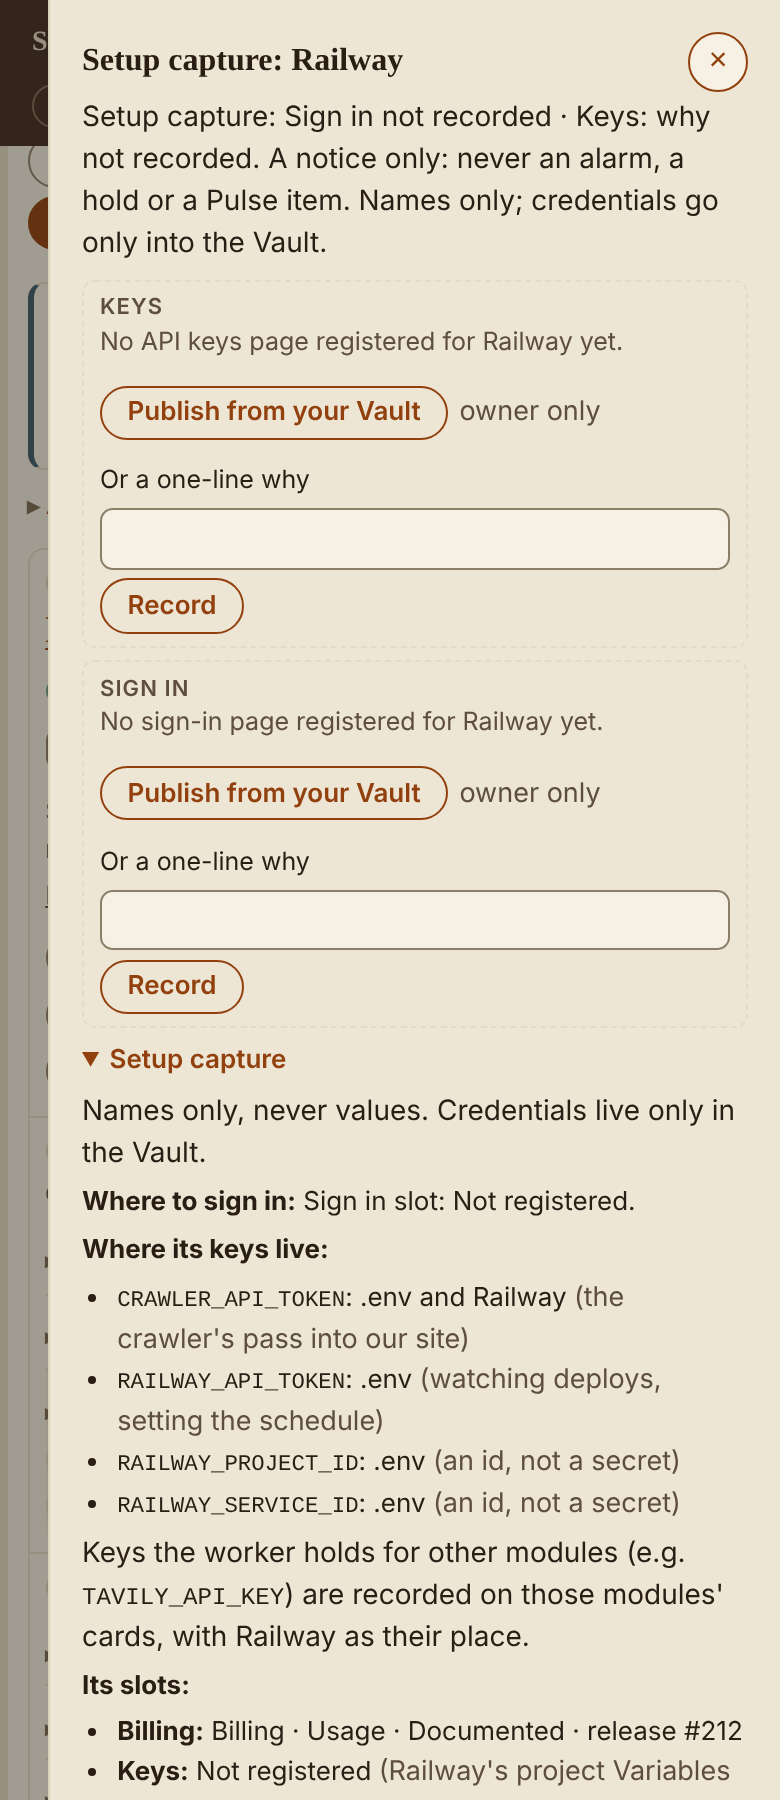 S
Setup capture: Railway
×
Setup capture: Sign in not recorded · Keys: why
not recorded. A notice only: never an alarm, a
hold or a Pulse item. Names only; credentials go
only into the Vault.
KEYS
No API keys page registered for Railway yet.
Publish from your Vault owner only
Or a one-line why
Record
SIGN IN
No sign-in page registered for Railway yet.
Publish from your Vault owner only
Or a one-line why
Record
▼ Setup capture
Names only, never values. Credentials live only in
the Vault.
Where to sign in: Sign in slot: Not registered.
Where its keys live:
• CRAWLER_API_TOKEN: .env and Railway (the
crawler's pass into our site)
• RAILWAY_API_TOKEN: .env (watching deploys,
setting the schedule)
• RAILWAY_PROJECT_ID: .env (an id, not a secret)
• RAILWAY_SERVICE_ID: .env (an id, not a secret)
Keys the worker holds for other modules (e.g.
TAVILY_API_KEY) are recorded on those modules'
cards, with Railway as their place.
Its slots:
• Billing: Billing · Usage · Documented · release #212
• Keys: Not registered (Railway's project Variables